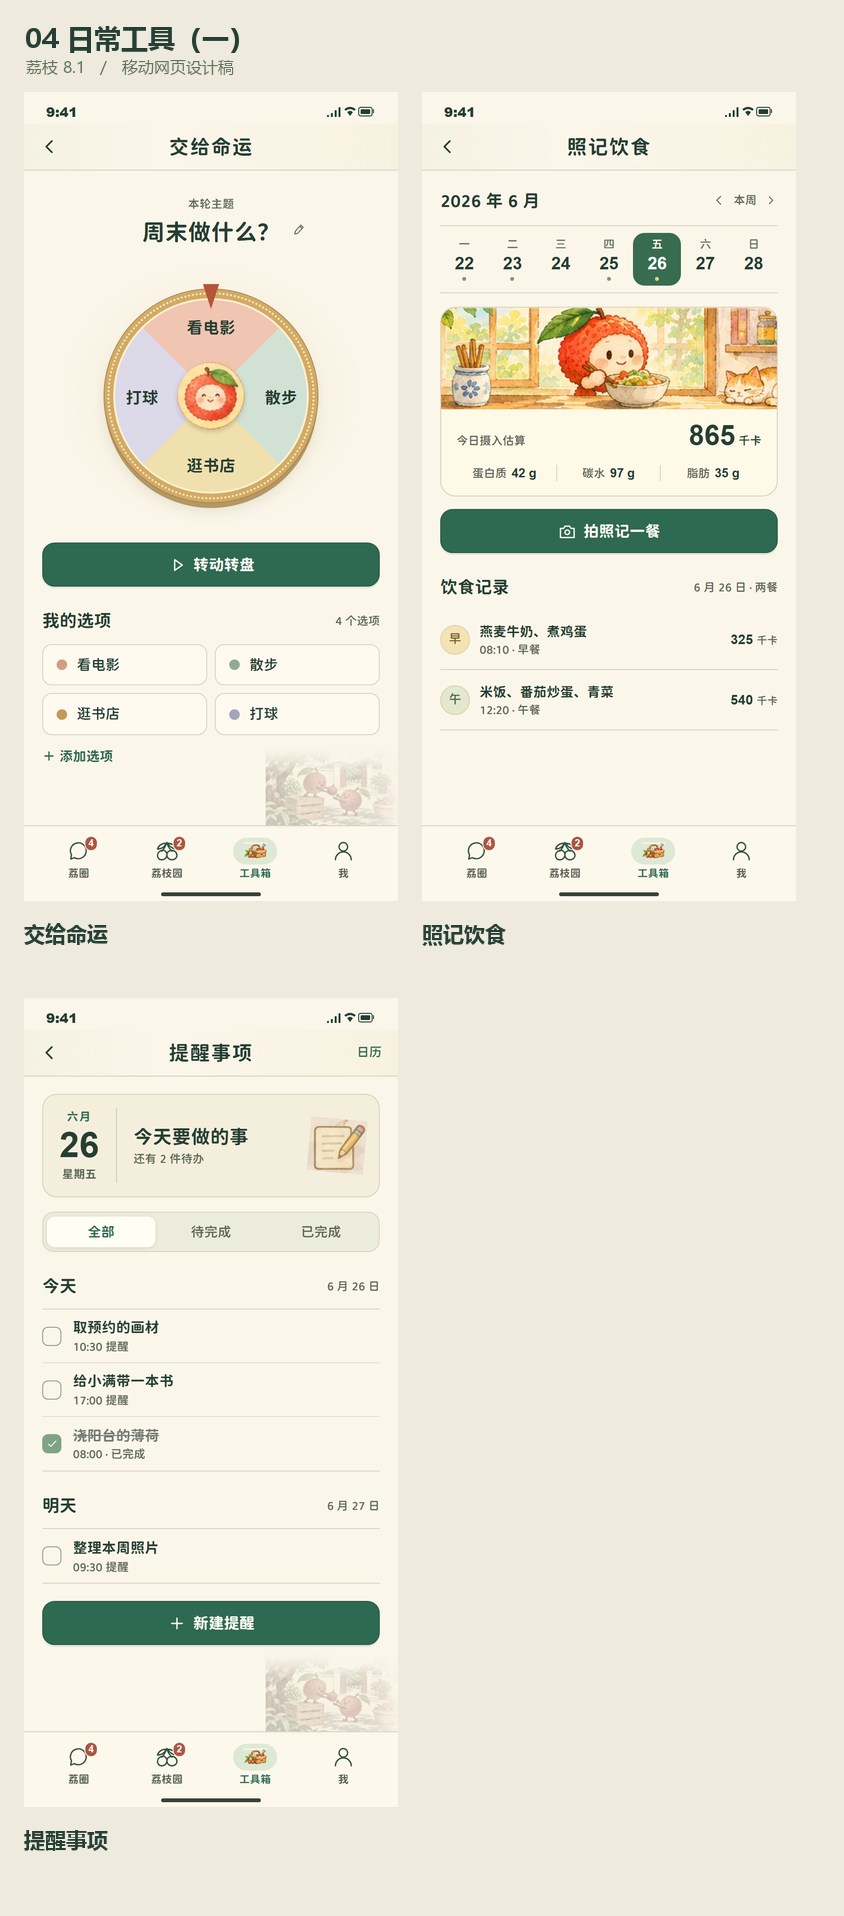 04 日常工具（一）
荔枝 8.1 / 移动网页设计稿
9:41
交给命运
本轮主题
周末做什么？
看电影
打球
散步
逛书店
转动转盘
我的选项
4 个选项
看电影
散步
逛书店
打球
+ 添加选项
4
2
荔圈
荔枝园
工具箱
我
交给命运
9:41
照记饮食
2026 年 6 月
本周
一 二 三 四 五 六 日
22 23 24 25 26 27 28
今日摄入估算
865 千卡
蛋白质 42 g
碳水 97 g
脂肪 35 g
拍照记一餐
饮食记录
6 月 26 日 · 两餐
早
燕麦牛奶、煮鸡蛋
08:10 · 早餐
325 千卡
午
米饭、番茄炒蛋、青菜
12:20 · 午餐
540 千卡
4
2
荔圈
荔枝园
工具箱
我
照记饮食
9:41
提醒事项
日历
六月
26
星期五
今天要做的事
还有 2 件待办
全部
待完成
已完成
今天
6 月 26 日
取预约的画材
10:30 提醒
给小满带一本书
17:00 提醒
浇阳台的薄荷
08:00 · 已完成
明天
6 月 27 日
整理本周照片
09:30 提醒
+ 新建提醒
4
2
荔圈
荔枝园
工具箱
我
提醒事项